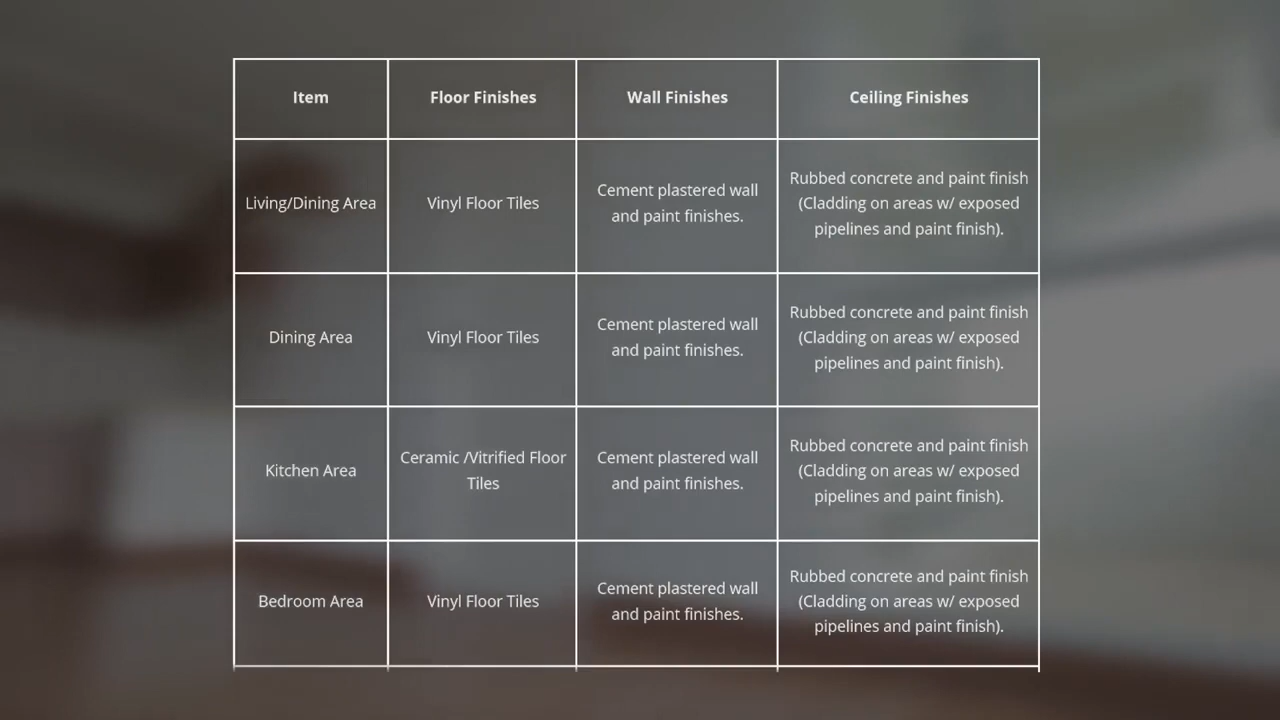 Item
Floor Finishes
Wall Finishes
Ceiling Finishes
Living/Dining Area
Vinyl Floor Tiles
Cement plastered wall
and paint finishes.
Rubbed concrete and paint finish
(Cladding on areas w/ exposed
pipelines and paint finish).
Dining Area
Vinyl Floor Tiles
Cement plastered wall
and paint finishes.
Rubbed concrete and paint finish
(Cladding on areas w/ exposed
pipelines and paint finish).
Kitchen Area
Ceramic /Vitrified Floor
Tiles
Cement plastered wall
and paint finishes.
Rubbed concrete and paint finish
(Cladding on areas w/ exposed
pipelines and paint finish).
Bedroom Area
Vinyl Floor Tiles
Cement plastered wall
and paint finishes.
Rubbed concrete and paint finish
(Cladding on areas w/ exposed
pipelines and paint finish).